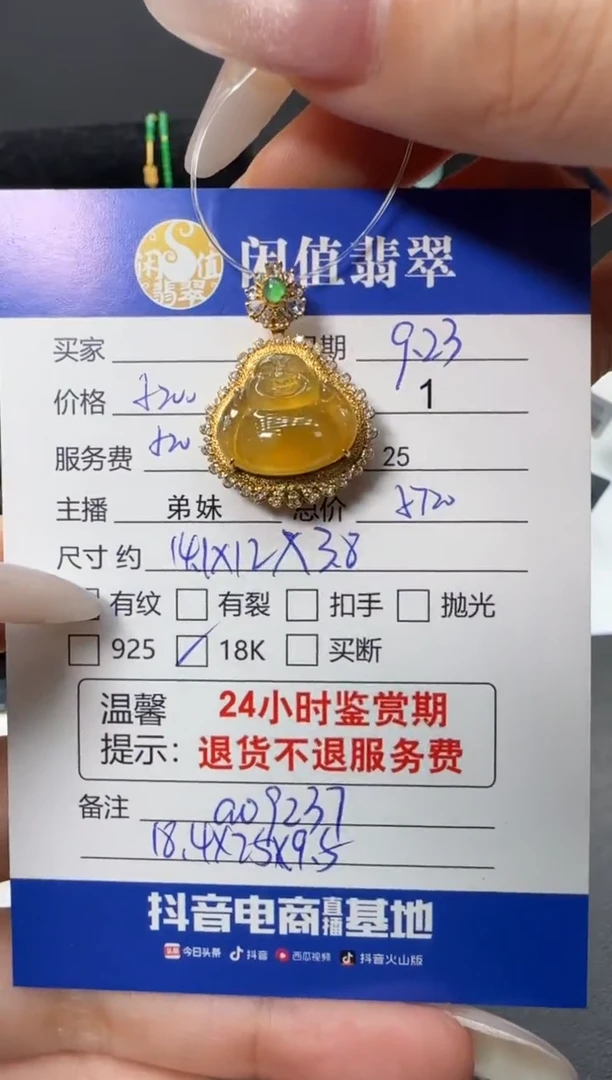 闲值翡翠
闲值翡翠
买家 期 9.23
价格 1
服务费 25
主播 弟妹 总价
尺寸 约 14.1X12X3.8
有纹 有裂 扣手 抛光
925 18K 买断
温馨 24小时鉴赏期
提示: 退货不退服务费
备注 a09237
18.4X25X9.5
抖音电商直播基地
头条 今日头条 抖音 西瓜视频 抖音火山版